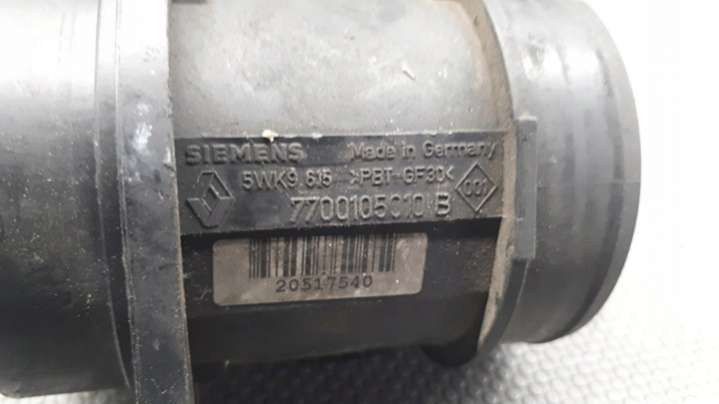 SIEMENS Made in Germany
5WK9 615 >PBT-GF30< 001
7700105010 B
20517540